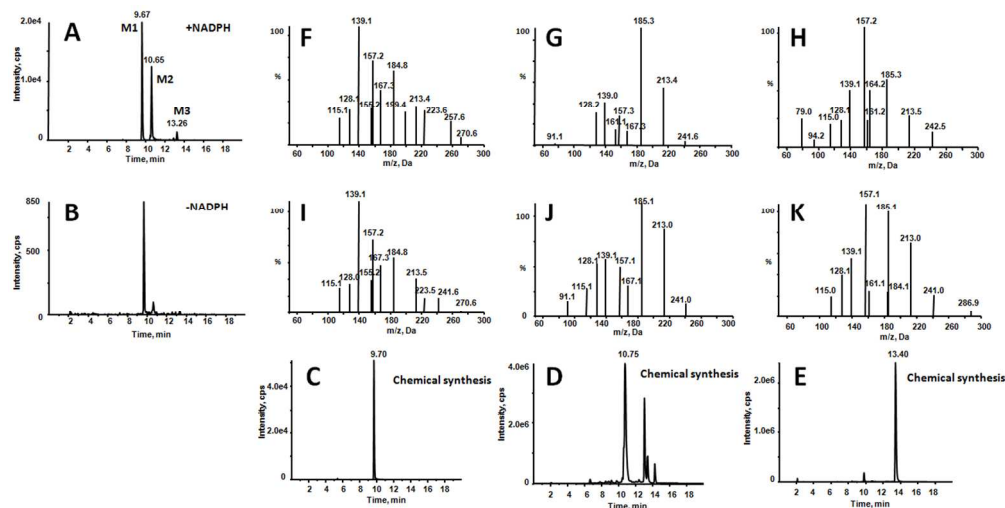 A
+NADPH
Intensity, cps
2.0e4
1.0e4
0
9.67
M1
10.65
M2
M3
13.26
2 4 6 8 10 12 14 16 18
Time, min
F
100
%
139.1
157.2
184.8
167.3
128.1
115.1
155.2
199.4
213.4
223.6
257.6
270.6
60 100 140 180 220 260 300
m/z, Da
G
100
%
185.3
213.4
128.2
139.0
157.3
161.1
167.3
91.1
241.6
60 100 140 180 220 260 300
m/z, Da
H
100
%
157.2
139.1
164.2
185.3
79.0
94.2
115.0
128.1
161.2
213.5
242.5
60 100 140 180 220 260 300
m/z, Da
B
-NADPH
Intensity, cps
850
500
0
2 4 6 8 10 12 14 16 18
Time, min
I
100
%
139.1
157.2
184.8
167.3
128.0
115.1
155.2
213.5
223.5
241.6
270.6
60 100 140 180 220 260 300
m/z, Da
J
100
%
185.1
213.0
128.1
139.1
157.1
115.1
167.1
91.1
241.0
60 100 140 180 220 260 300
m/z, Da
K
100
%
157.1
185.1
213.0
139.1
128.1
115.0
161.1
184.1
241.0
286.9
60 100 140 180 220 260 300
m/z, Da
C
9.70
Chemical synthesis
Intensity, cps
4.0e4
2.0e4
0
2 4 6 8 10 12 14 16 18
Time, min
D
10.75
Chemical synthesis
Intensity, cps
4.0e6
2.0e6
0.0
2 4 6 8 10 12 14 16 18
Time, min
E
13.40
Chemical synthesis
Intensity, cps
2.0e6
1.0e6
0.0
2 4 6 8 10 12 14 16 18
Time, min